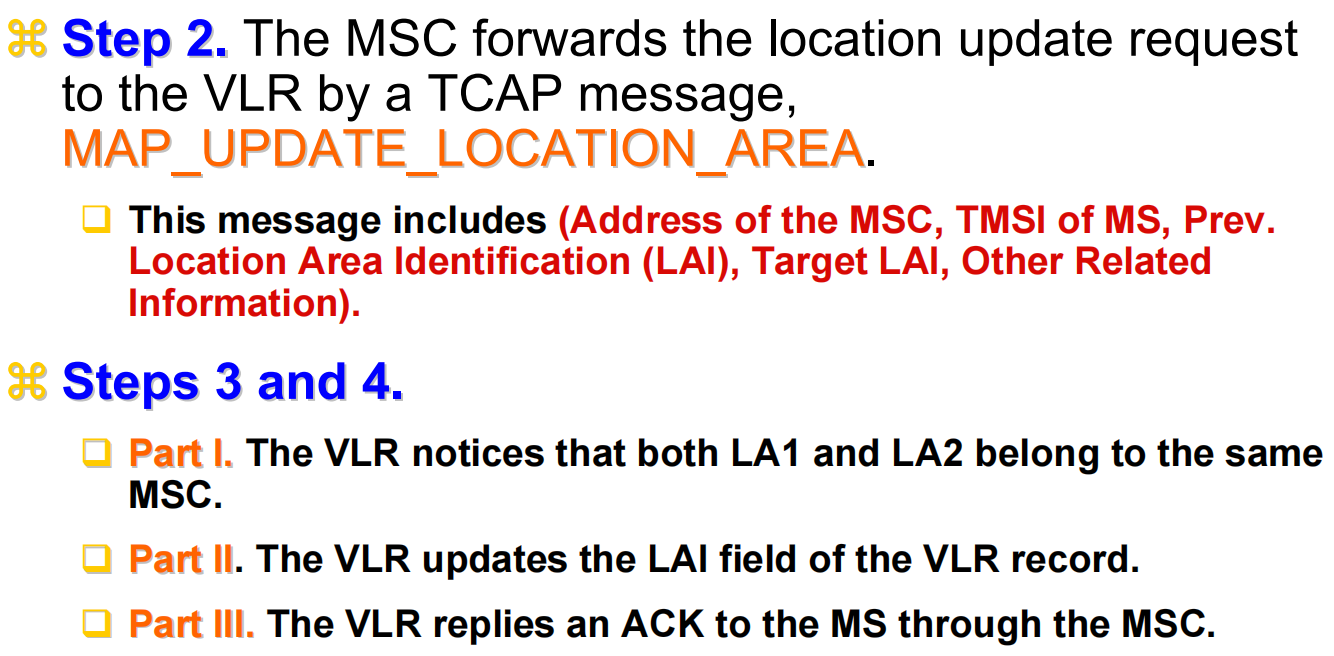 ⌘ Step 2. The MSC forwards the location update request
to the VLR by a TCAP message,
MAP_UPDATE_LOCATION_AREA.
❑ This message includes (Address of the MSC, TMSI of MS, Prev.
Location Area Identification (LAI), Target LAI, Other Related
Information).
⌘ Steps 3 and 4.
❑ Part I. The VLR notices that both LA1 and LA2 belong to the same
MSC.
❑ Part II. The VLR updates the LAI field of the VLR record.
❑ Part III. The VLR replies an ACK to the MS through the MSC.